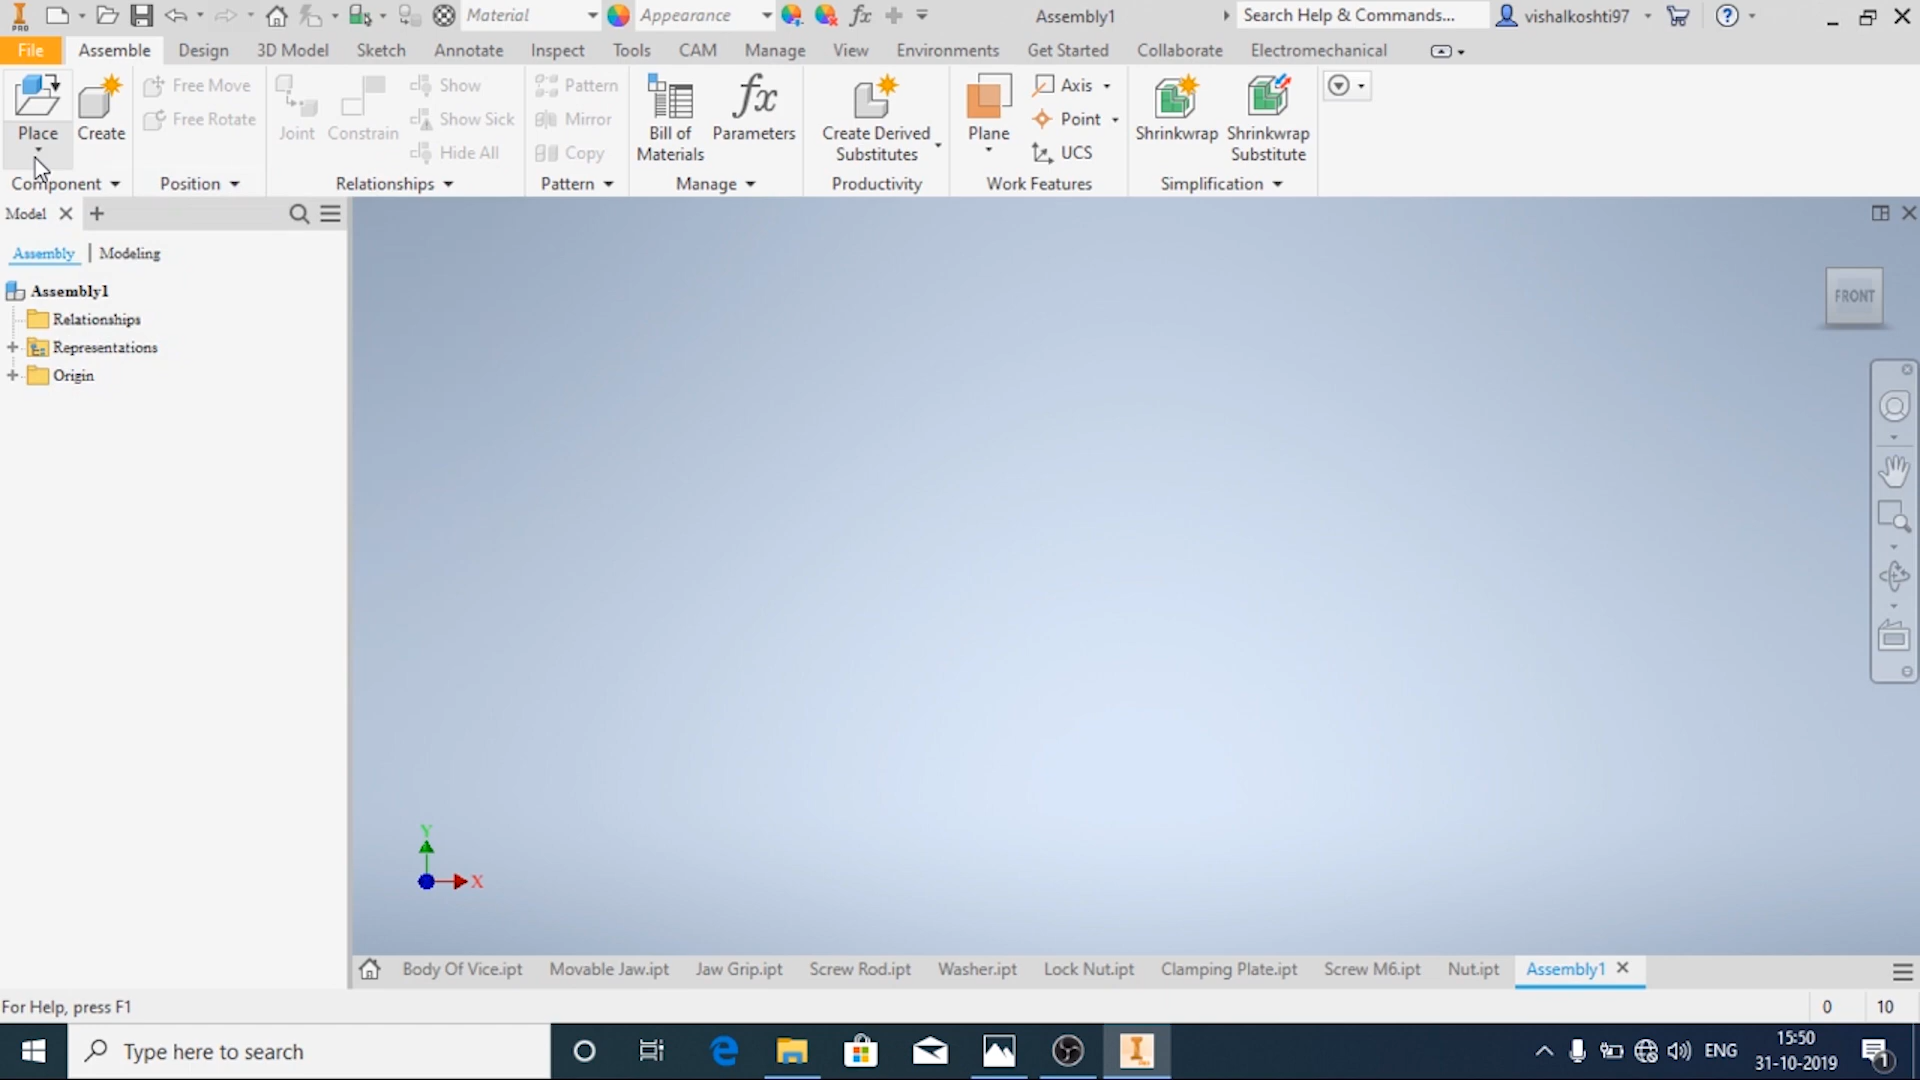 PRO
Material
Appearance
fx
Assembly1
Search Help & Commands...
vishalkoshti97
File
Assemble
Design
3D Model
Sketch
Annotate
Inspect
Tools
CAM
Manage
View
Environments
Get Started
Collaborate
Electromechanical
Place
Create
Free Move
Free Rotate
Joint
Constrain
Show
Show Sick
Hide All
Pattern
Mirror
Copy
Bill of
Materials
fx
Parameters
Create Derived
Substitutes
Plane
Axis
Point
UCS
Shrinkwrap
Shrinkwrap
Substitute
Component
Position
Relationships
Pattern
Manage
Productivity
Work Features
Simplification
Model
Assembly
Modeling
Assembly1
Relationships
Representations
Origin
FRONT
Y
X
Body Of Vice.ipt
Movable Jaw.ipt
Jaw Grip.ipt
Screw Rod.ipt
Washer.ipt
Lock Nut.ipt
Clamping Plate.ipt
Screw M6.ipt
Nut.ipt
Assembly1
For Help, press F1
0
10
Type here to search
ENG
15:50
31-10-2019
1